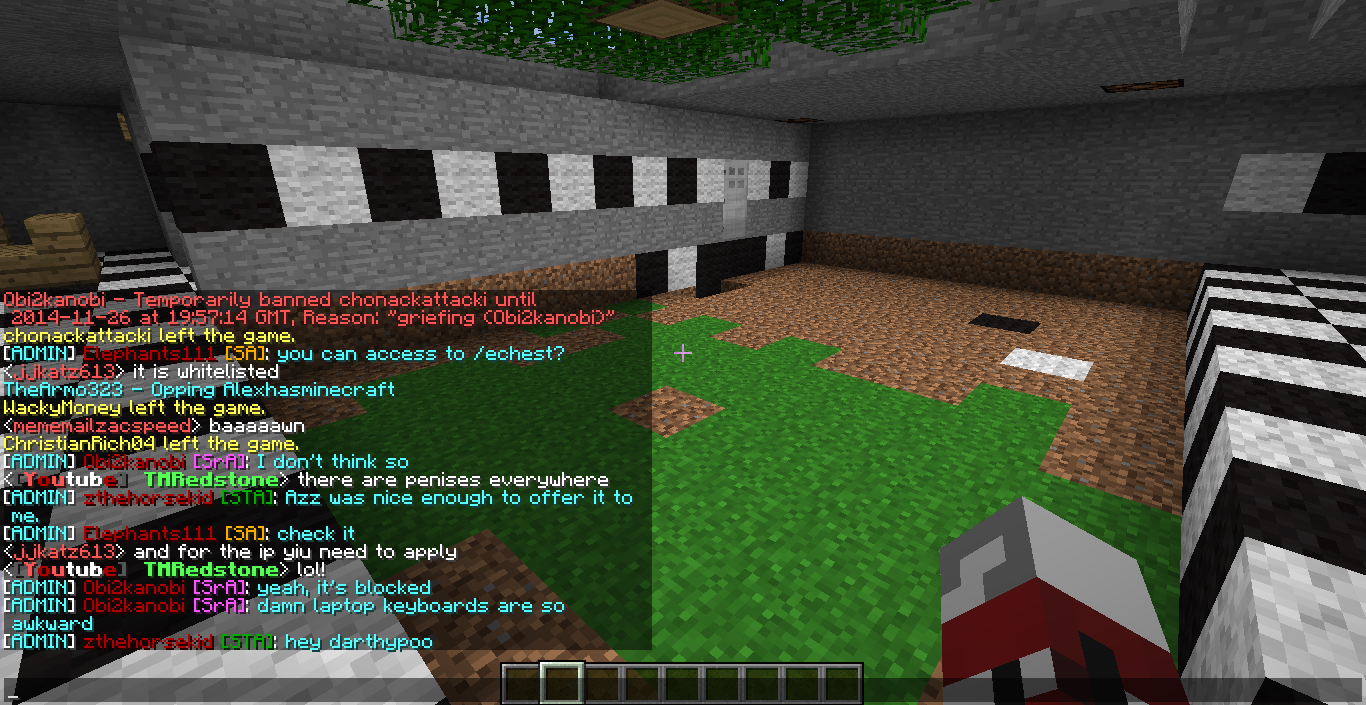 Obi2kanobi - Temporarily banned chonackattacki until
2014-11-26 at 19:57:14 GMT, Reason: "griefing (Obi2kanobi)"
chonackattacki left the game.
[ADMIN] Elephants111 [SA]: you can access to /echest?
<jjkatz613> it is whitelisted
TheArmo323 - Opping Alexhasminecraft
WackyMoney left the game.
<mememailzacspeed> baaaaawn
ChristianRich04 left the game.
[ADMIN] Obi2kanobi [SrA]: I don't think so
<[Youtube] TMRedstone> there are penises everywhere
[ADMIN] zthehorsekid [STA]: Azz was nice enough to offer it to
me.
[ADMIN] Elephants111 [SA]: check it
<jjkatz613> and for the ip yiu need to apply
<[Youtube] TMRedstone> lol!
[ADMIN] Obi2kanobi [SrA]: yeah, it's blocked
[ADMIN] Obi2kanobi [SrA]: damn laptop keyboards are so
awkward
[ADMIN] zthehorsekid [STA]: hey darthypoo
_